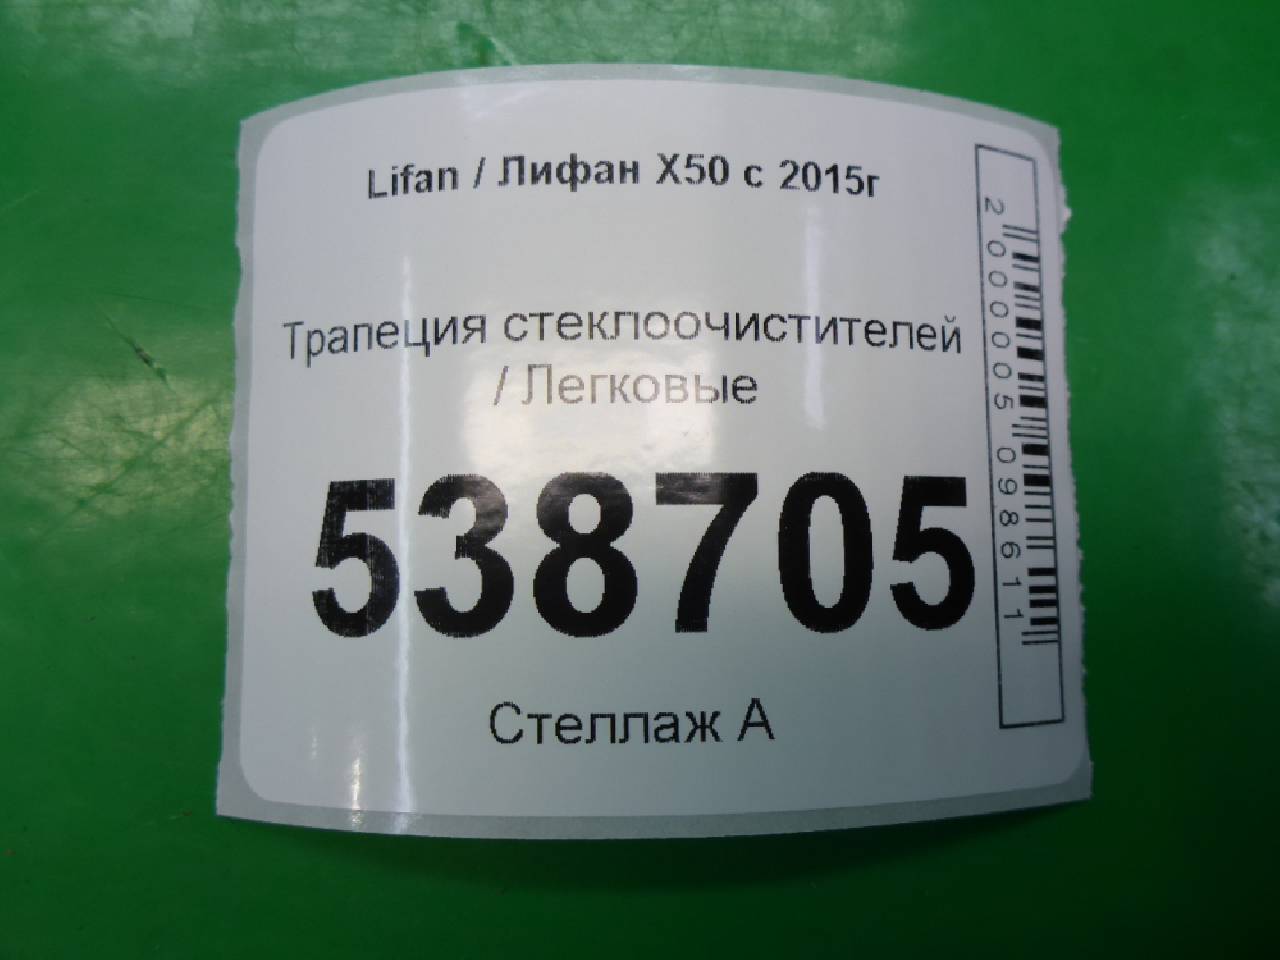 Lifan / Лифан X50 с 2015г
Трапеция стеклоочистителей
/ Легковые
538705
Стеллаж А
2000005098611